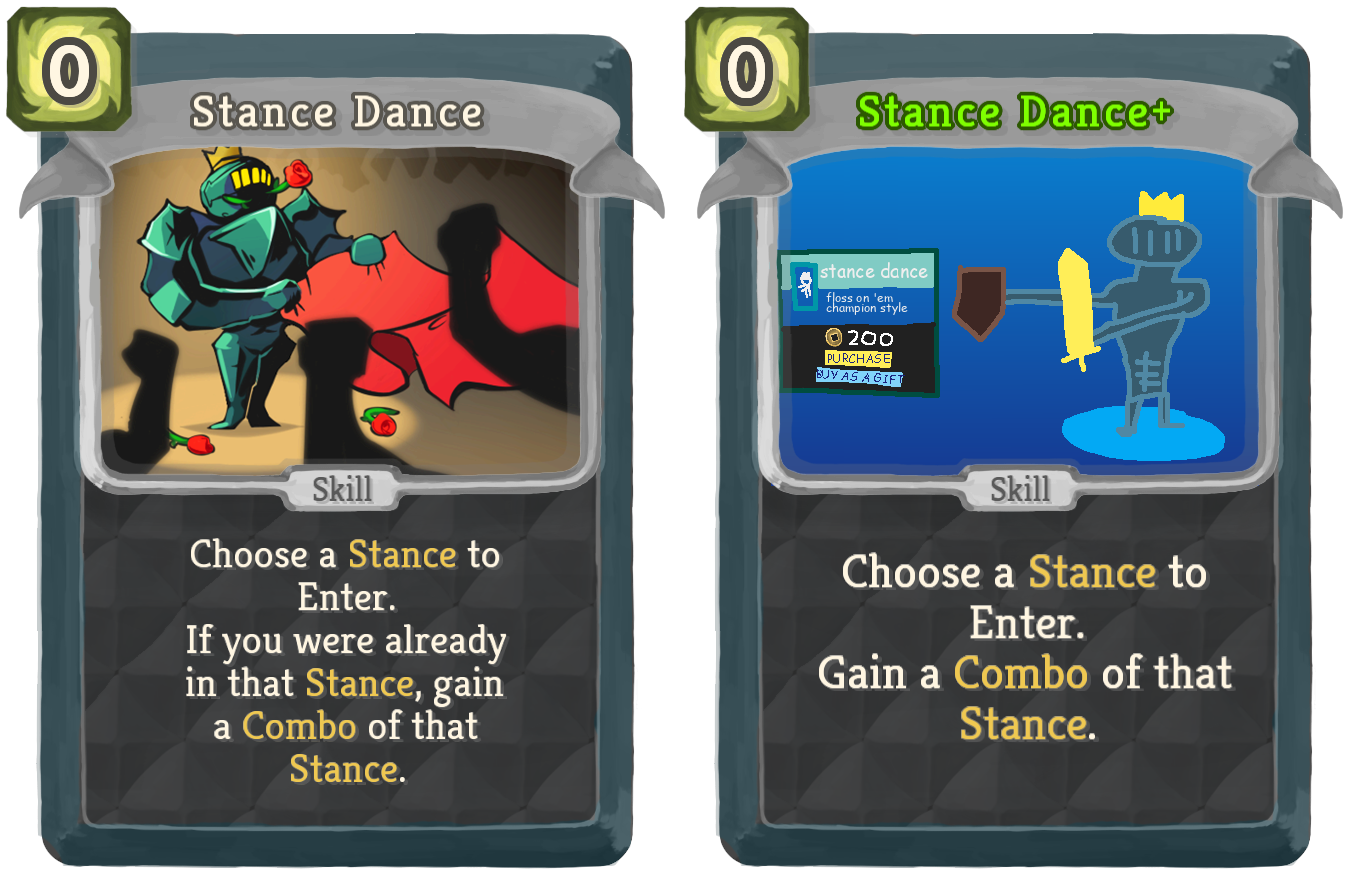 0
Stance Dance
Skill
Choose a Stance to
Enter.
If you were already
in that Stance, gain
a Combo of that
Stance.
0
Stance Dance+
stance dance
floss on 'em
champion style
200
PURCHASE
BUY AS A GIFT
Skill
Choose a Stance to
Enter.
Gain a Combo of that
Stance.